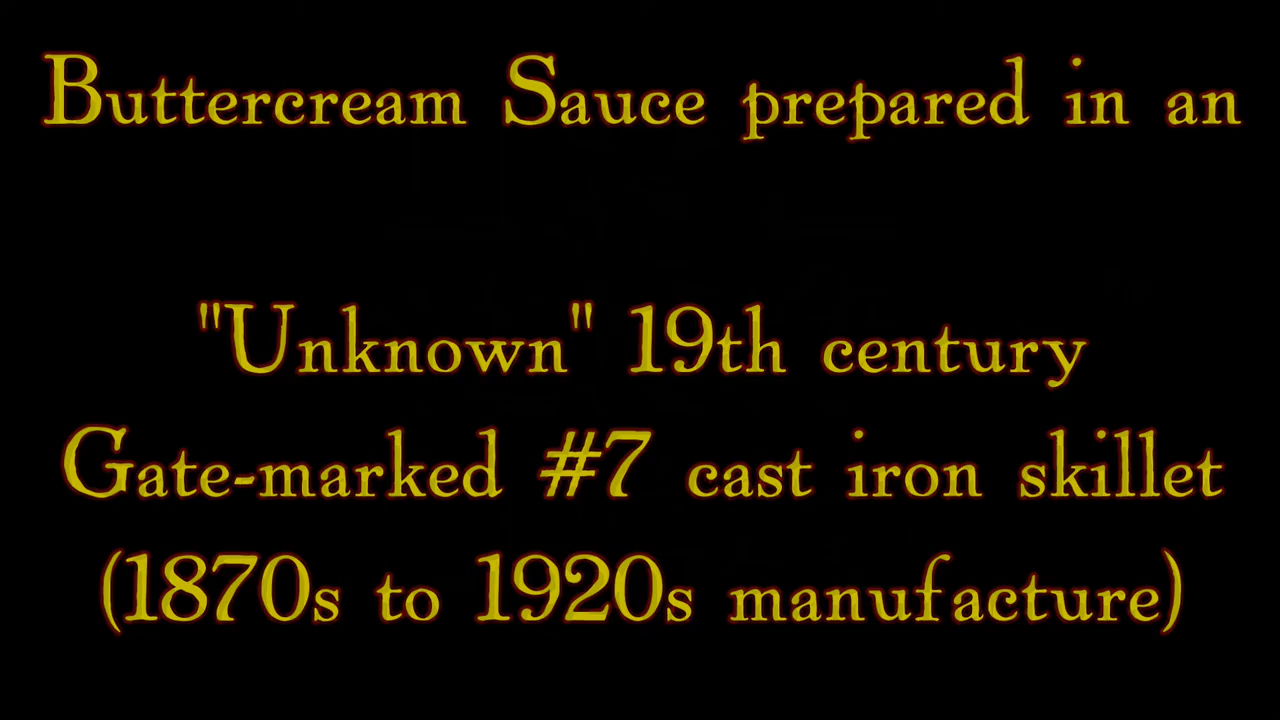 Buttercream Sauce prepared in an
"Unknown" 19th century
Gate-marked #7 cast iron skillet
(1870s to 1920s manufacture)